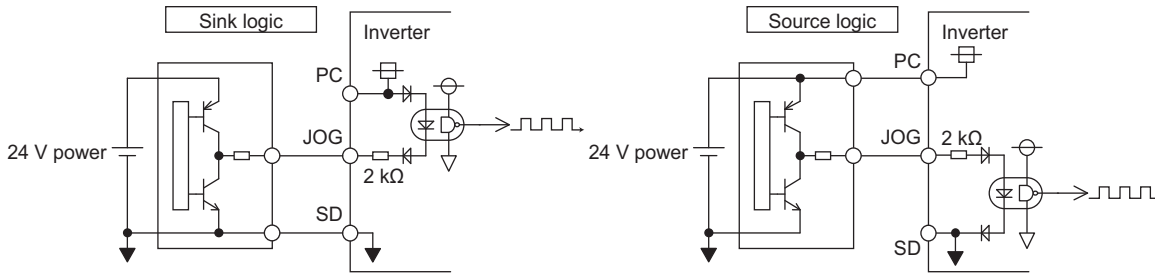 Sink logic
Inverter
PC
JOG
24 V power
2 kΩ
SD
Source logic
Inverter
PC
JOG
2 kΩ
24 V power
SD